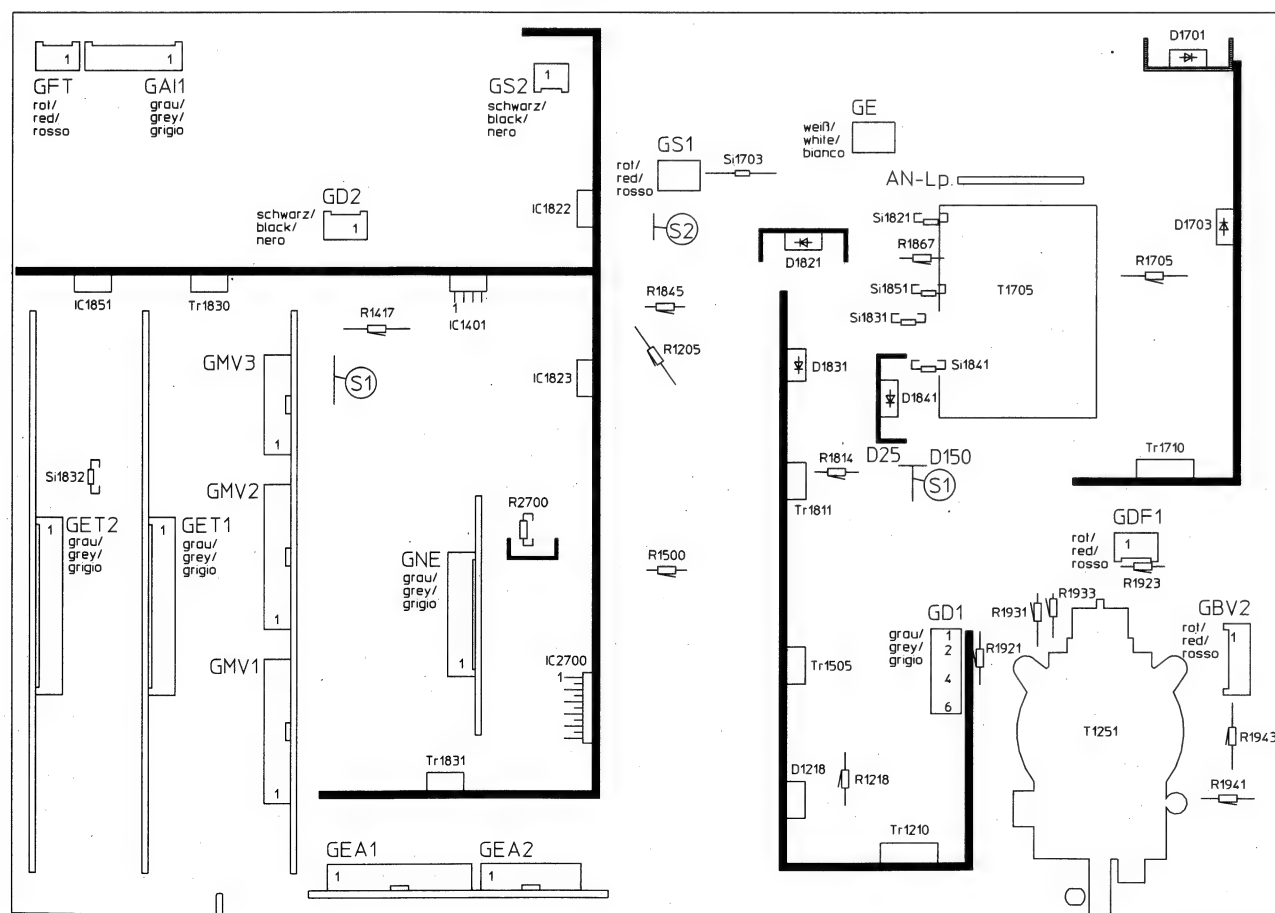 D1701
1
1
GFT
rot/
red/
rosso
GAI1
grau/
grey/
grigio
1
GS2
schwarz/
black/
nero
GE
weiß/
white/
bianco
GS1
rot/
red/
rosso
Si1703
AN-Lp.
GD2
schwarz/
black/
nero
1
IC1822
S2
Si1821
D1703
R1867
D1821
R1705
IC1851
Tr1830
1
IC1401
R1845
Si1851
T1705
R1417
Si1831
R1205
GMV3
S1
IC1823
D1831
Si1841
D1841
1
D25
D150
Tr1710
Si1832
R1814
S1
GMV2
R2700
Tr1811
GET2
grau/
grey/
grigio
1
GET1
grau/
grey/
grigio
1
GDF1
rot/
red/
rosso
1
GNE
grau/
grey/
grigio
R1500
R1923
1
R1931
R1933
GBV2
rot/
red/
rosso
1
GD1
grau/
grey/
grigio
1
2
4
6
R1921
GMV1
1
IC2700
1
Tr1505
T1251
R1943
Tr1831
D1218
R1218
R1941
1
Tr1210
GEA1
1
GEA2
1